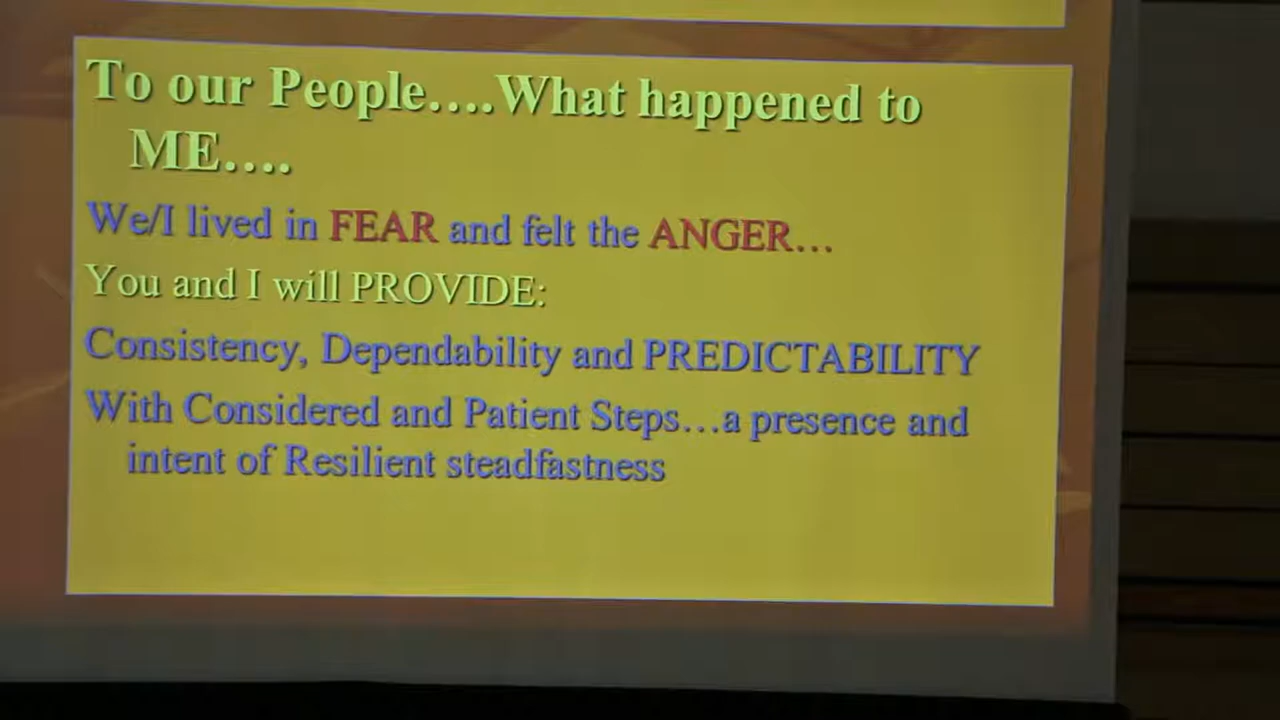 To our People….What happened to
ME….
We/I lived in FEAR and felt the ANGER…
You and I will PROVIDE:
Consistency, Dependability and PREDICTABILITY
With Considered and Patient Steps…a presence and
intent of Resilient steadfastness